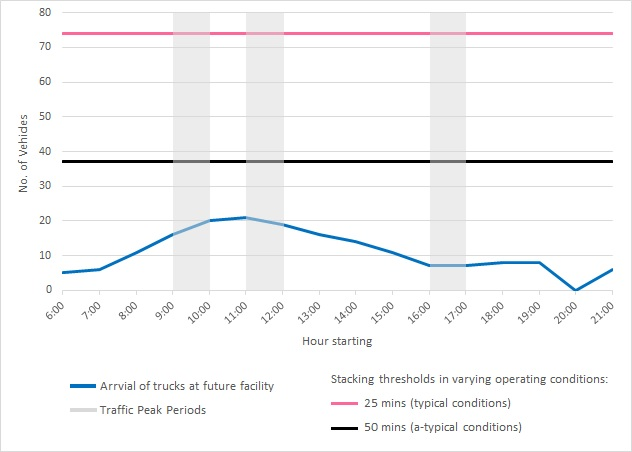 80
70
60
50
40
30
20
10
0
No. of Vehicles
6:00 7:00 8:00 9:00 10:00 11:00 12:00 13:00 14:00 15:00 16:00 17:00 18:00 19:00 20:00 21:00
Hour starting
Arrvial of trucks at future facility
Traffic Peak Periods
Stacking thresholds in varying operating conditions:
25 mins (typical conditions)
50 mins (a-typical conditions)